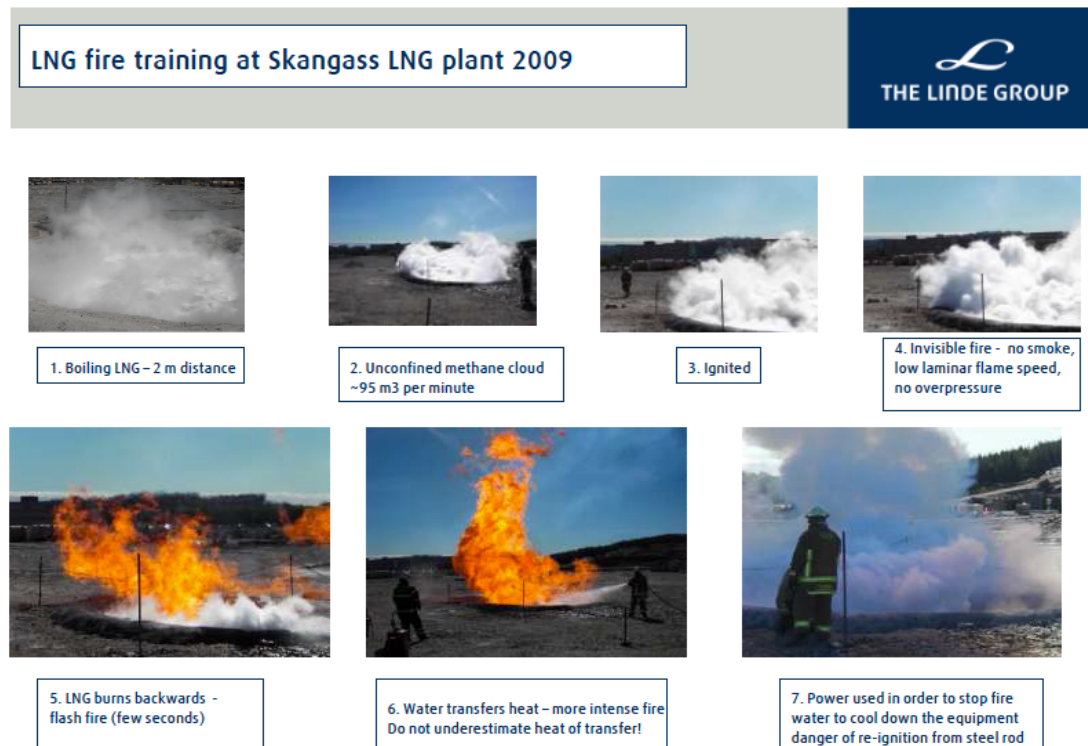 LNG fire training at Skangass LNG plant 2009
THE LINDE GROUP
1. Boiling LNG – 2 m distance
2. Unconfined methane cloud
~95 m3 per minute
3. Ignited
4. Invisible fire - no smoke,
low laminar flame speed,
no overpressure
5. LNG burns backwards -
flash fire (few seconds)
6. Water transfers heat – more intense fire
Do not underestimate heat of transfer!
7. Power used in order to stop fire
water to cool down the equipment
danger of re-ignition from steel rod